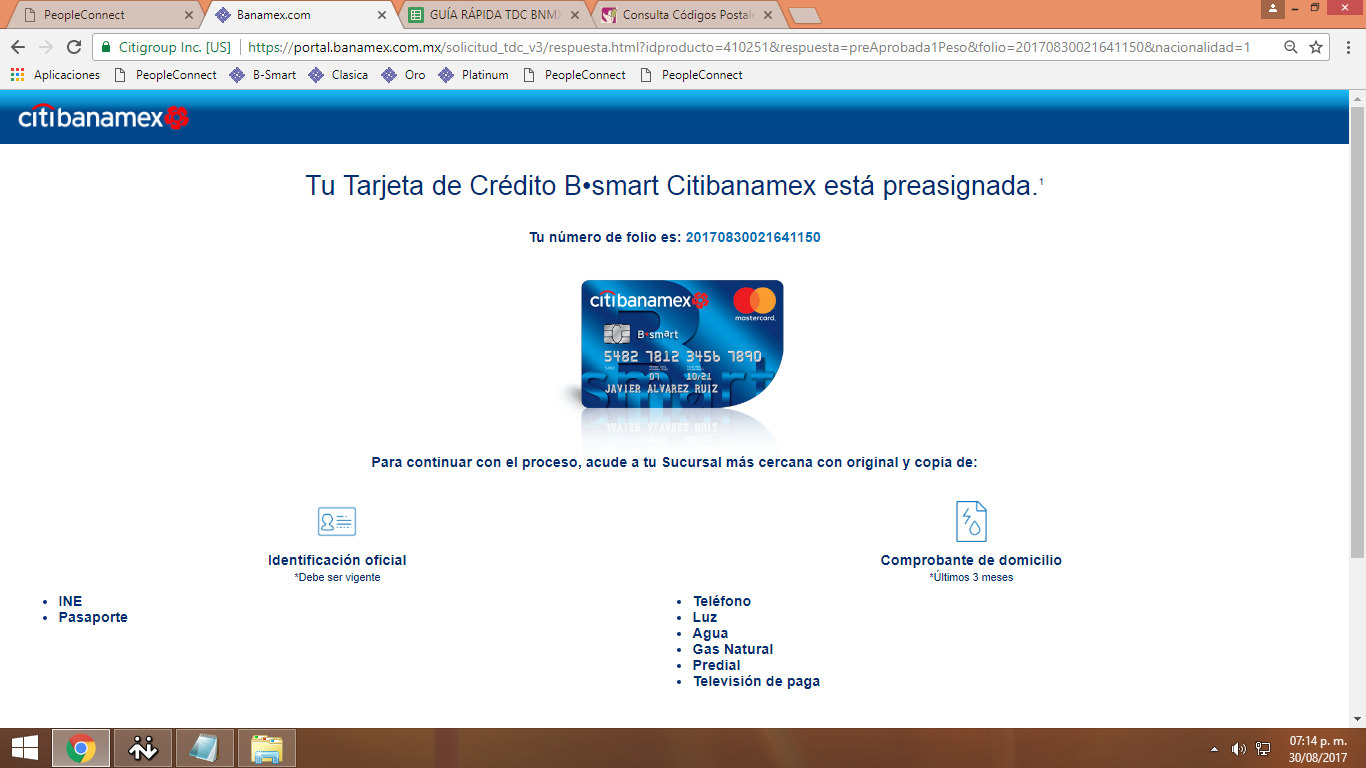 PeopleConnect
Banamex.com
GUÍA RÁPIDA TDC BNMX
Consulta Códigos Postale
Citigroup Inc. [US]
https://portal.banamex.com.mx/solicitud_tdc_v3/respuesta.html?idproducto=410251&respuesta=preAprobada1Peso&folio=20170830021641150&nacionalidad=1
Aplicaciones
PeopleConnect
B-Smart
Clasica
Oro
Platinum
PeopleConnect
PeopleConnect
citibanamex
Tu Tarjeta de Crédito B•smart Citibanamex está preasignada.1
Tu número de folio es: 20170830021641150
citibanamex
mastercard.
B•smart
5482 7812 3456 7890
5482
07 10/21
JAVIER ALVAREZ RUIZ
smart
Para continuar con el proceso, acude a tu Sucursal más cercana con original y copia de:
Identificación oficial
*Debe ser vigente
• INE
• Pasaporte
Comprobante de domicilio
*Últimos 3 meses
• Teléfono
• Luz
• Agua
• Gas Natural
• Predial
• Televisión de paga
07:14 p. m.
30/08/2017